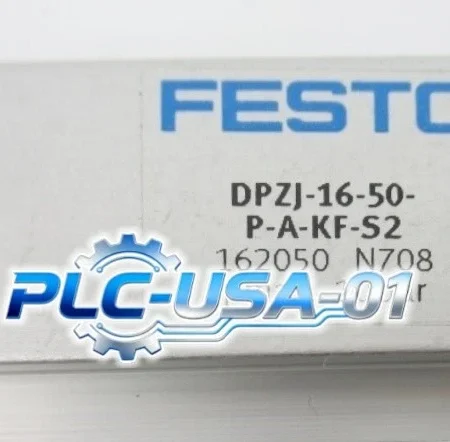 FESTO
DPZJ-16-50-
P-A-KF-S2
162050 N708
PLC-USA-01